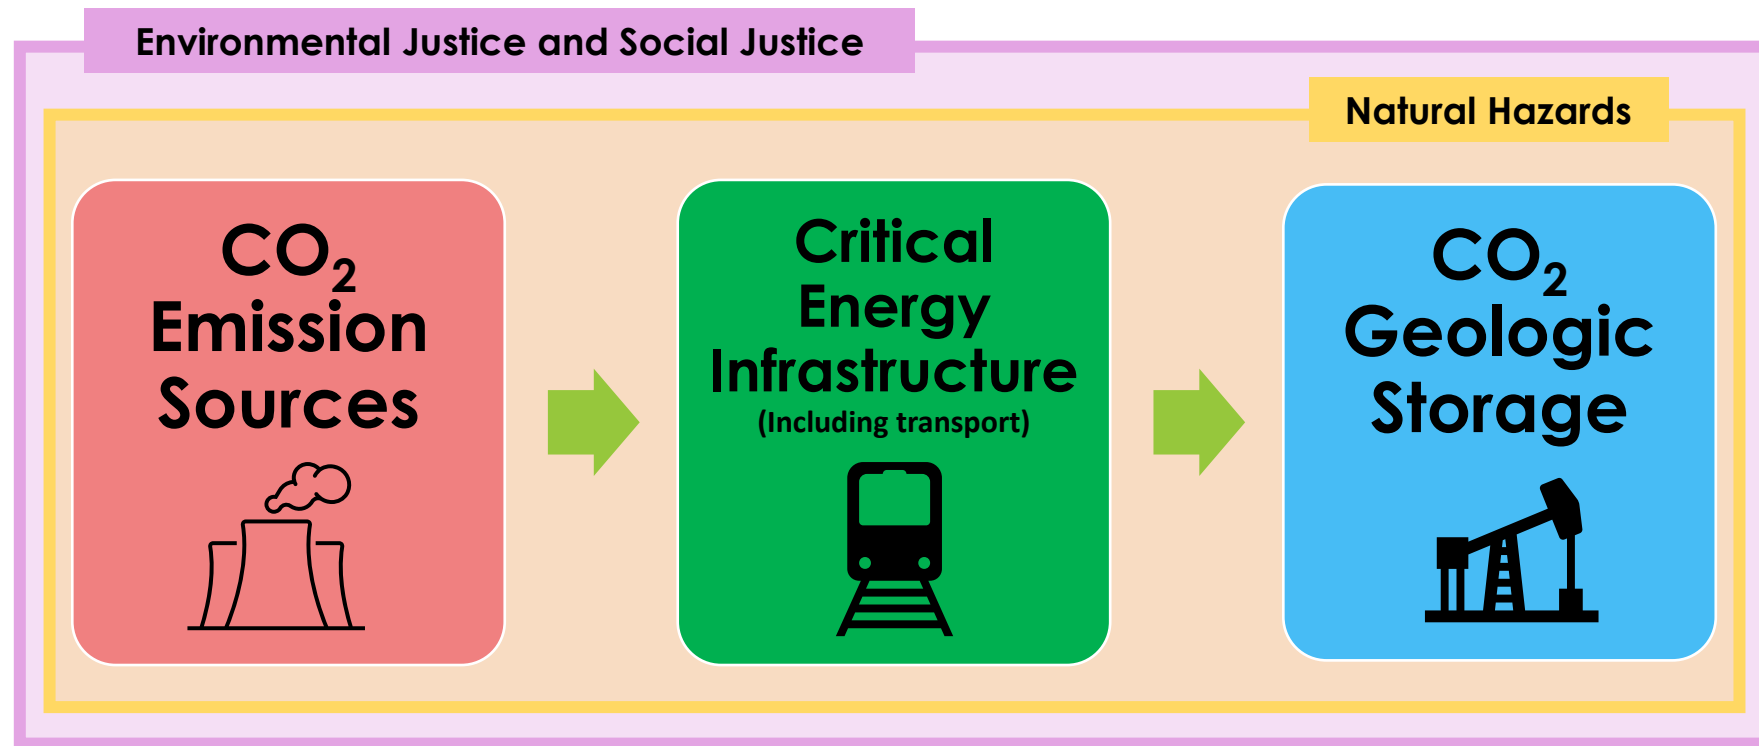 Environmental Justice and Social Justice
Natural Hazards
CO₂
Emission
Sources
Critical
Energy
Infrastructure
(Including transport)
CO₂
Geologic
Storage